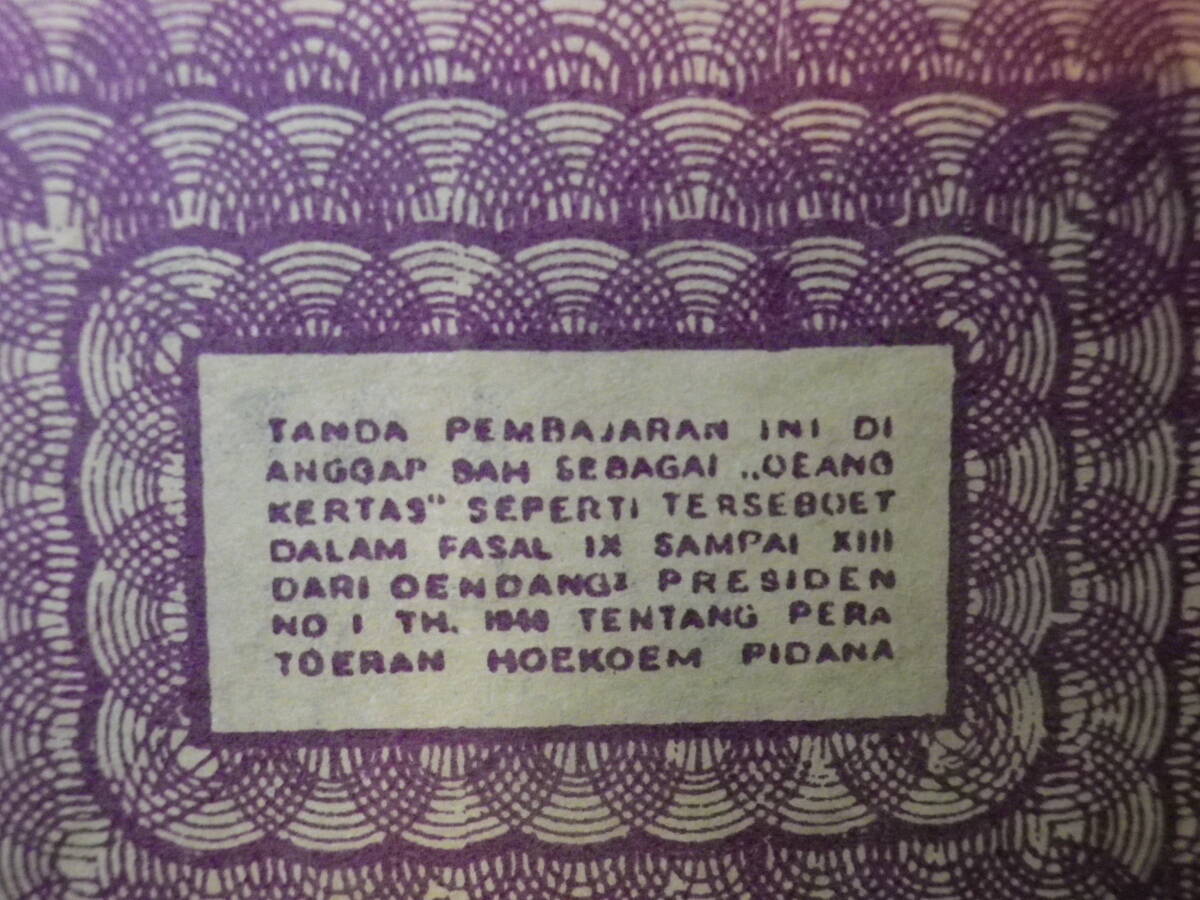 TANDA PEMBAJARAN INI DI
ANGGAP SAH SEBAGAI „OEANG
KERTAS" SEPERTI TERSEBOET
DALAM FASAL IX SAMPAI XIII
DARI OENDANG² PRESIDEN
NO 1 TH. 1946 TENTANG PERA
TOERAN HOEKOEM PIDANA